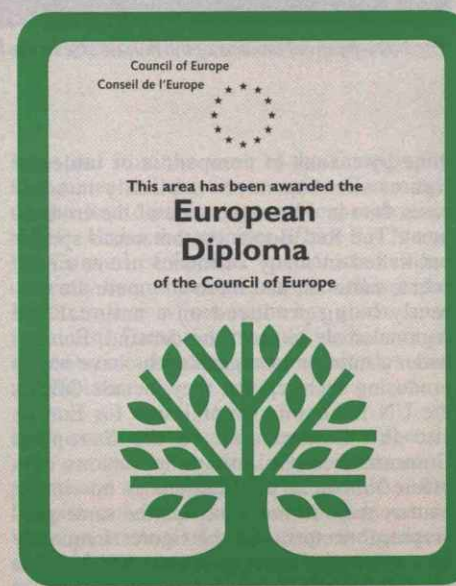 Council of Europe
Conseil de l'Europe
This area has been awarded the
European
Diploma
of the Council of Europe